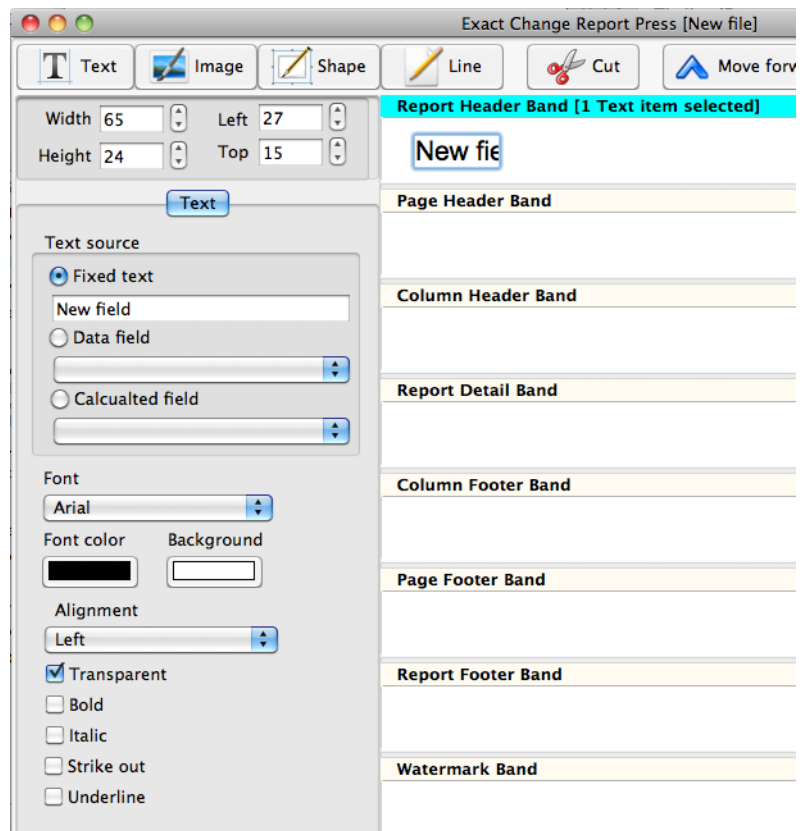 Exact Change Report Press [New file]
Text Image Shape Line Cut Move forw
Width 65 Left 27
Height 24 Top 15
Text
Text source
Fixed text
New field
Data field
Calcualted field
Font
Arial
Font color Background
Alignment
Left
Transparent
Bold
Italic
Strike out
Underline
Report Header Band [1 Text item selected]
New fie
Page Header Band
Column Header Band
Report Detail Band
Column Footer Band
Page Footer Band
Report Footer Band
Watermark Band